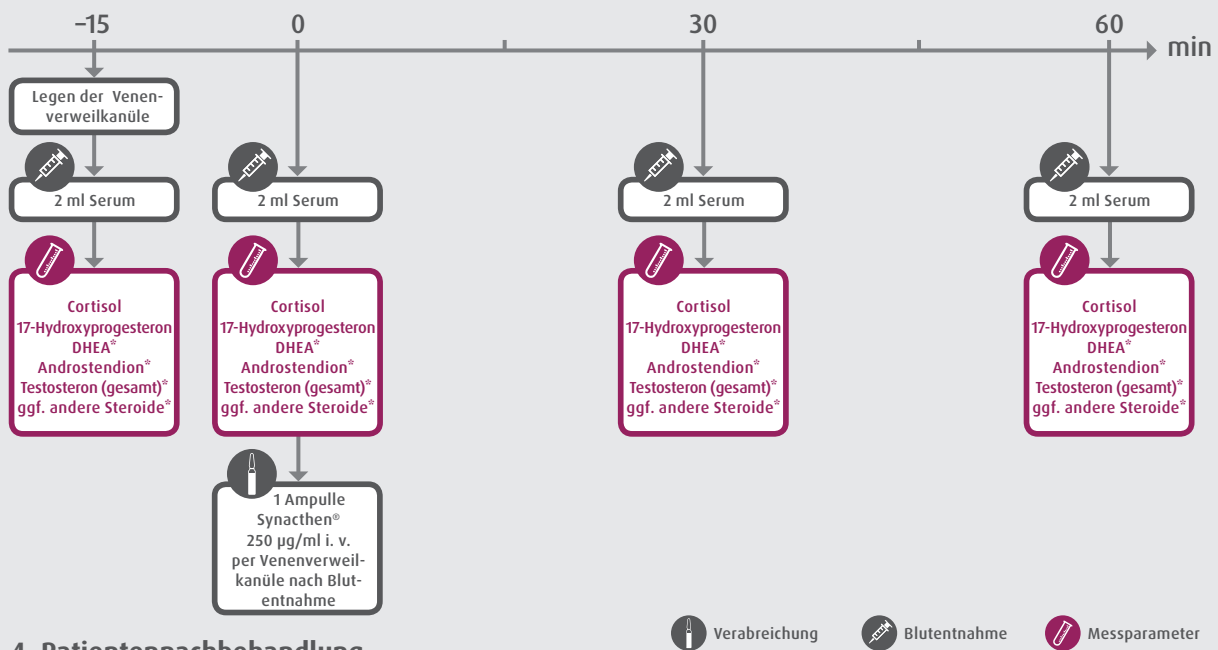 −15
0
30
60
min
Legen der Venen-
verweilkanüle
2 ml Serum
2 ml Serum
2 ml Serum
2 ml Serum
Cortisol
17-Hydroxyprogesteron
DHEA*
Androstendion*
Testosteron (gesamt)*
ggf. andere Steroide*
Cortisol
17-Hydroxyprogesteron
DHEA*
Androstendion*
Testosteron (gesamt)*
ggf. andere Steroide*
Cortisol
17-Hydroxyprogesteron
DHEA*
Androstendion*
Testosteron (gesamt)*
ggf. andere Steroide*
Cortisol
17-Hydroxyprogesteron
DHEA*
Androstendion*
Testosteron (gesamt)*
ggf. andere Steroide*
1 Ampulle
Synacthen®
250 µg/ml i. v.
per Venenverweil-
kanüle nach Blut-
entnahme
Verabreichung
Blutentnahme
Messparameter
4. Patientennachbehandlung